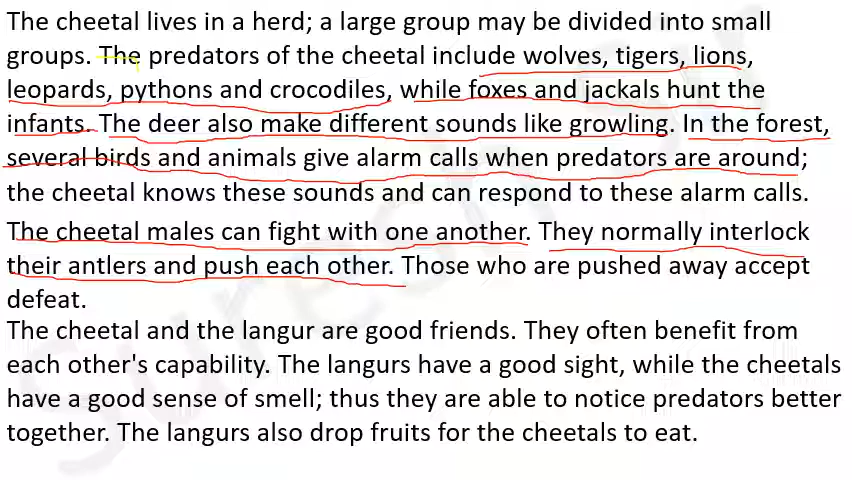 The cheetal lives in a herd; a large group may be divided into small
groups. The predators of the cheetal include wolves, tigers, lions,
leopards, pythons and crocodiles, while foxes and jackals hunt the
infants. The deer also make different sounds like growling. In the forest,
several birds and animals give alarm calls when predators are around;
the cheetal knows these sounds and can respond to these alarm calls.
The cheetal males can fight with one another. They normally interlock
their antlers and push each other. Those who are pushed away accept
defeat.
The cheetal and the langur are good friends. They often benefit from
each other's capability. The langurs have a good sight, while the cheetals
have a good sense of smell; thus they are able to notice predators better
together. The langurs also drop fruits for the cheetals to eat.